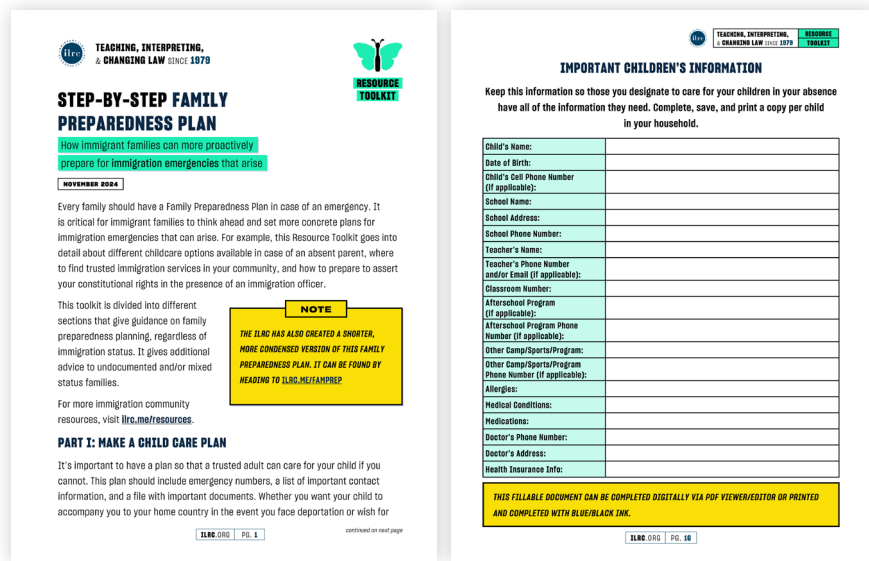 ilrc
TEACHING, INTERPRETING,
& CHANGING LAW SINCE 1979
RESOURCE
TOOLKIT
STEP-BY-STEP FAMILY
PREPAREDNESS PLAN
How immigrant families can more proactively
prepare for immigration emergencies that arise
NOVEMBER 2024
Every family should have a Family Preparedness Plan in case of an emergency. It
is critical for immigrant families to think ahead and set more concrete plans for
immigration emergencies that can arise. For example, this Resource Toolkit goes into
detail about different childcare options available in case of an absent parent, where
to find trusted immigration services in your community, and how to prepare to assert
your constitutional rights in the presence of an immigration officer.
This toolkit is divided into different
sections that give guidance on family
preparedness planning, regardless of
immigration status. It gives additional
advice to undocumented and/or mixed
status families.
For more immigration community
resources, visit ilrc.me/resources.
NOTE
THE ILRC HAS ALSO CREATED A SHORTER,
MORE CONDENSED VERSION OF THIS FAMILY
PREPAREDNESS PLAN. IT CAN BE FOUND BY
HEADING TO ILRC.ME/FAMPREP
PART I: MAKE A CHILD CARE PLAN
It's important to have a plan so that a trusted adult can care for your child if you
cannot. This plan should include emergency numbers, a list of important contact
information, and a file with important documents. Whether you want your child to
accompany you to your home country in the event you face deportation or wish for
continued on next page
ILRC.ORG PG. 1
ilrc
TEACHING, INTERPRETING,
& CHANGING LAW SINCE 1979
RESOURCE
TOOLKIT
IMPORTANT CHILDREN'S INFORMATION
Keep this information so those you designate to care for your children in your absence
have all of the information they need. Complete, save, and print a copy per child
in your household.
Child's Name:
Date of Birth:
Child's Cell Phone Number
(if applicable):
School Name:
School Address:
School Phone Number:
Teacher's Name:
Teacher's Phone Number
and/or Email (if applicable):
Classroom Number:
Afterschool Program
(if applicable):
Afterschool Program Phone
Number (if applicable):
Other Camp/Sports/Program:
Other Camp/Sports/Program
Phone Number (if applicable):
Allergies:
Medical Conditions:
Medications:
Doctor's Phone Number:
Doctor's Address:
Health Insurance Info:
THIS FILLABLE DOCUMENT CAN BE COMPLETED DIGITALLY VIA PDF VIEWER/EDITOR OR PRINTED
AND COMPLETED WITH BLUE/BLACK INK.
ILRC.ORG PG. 16